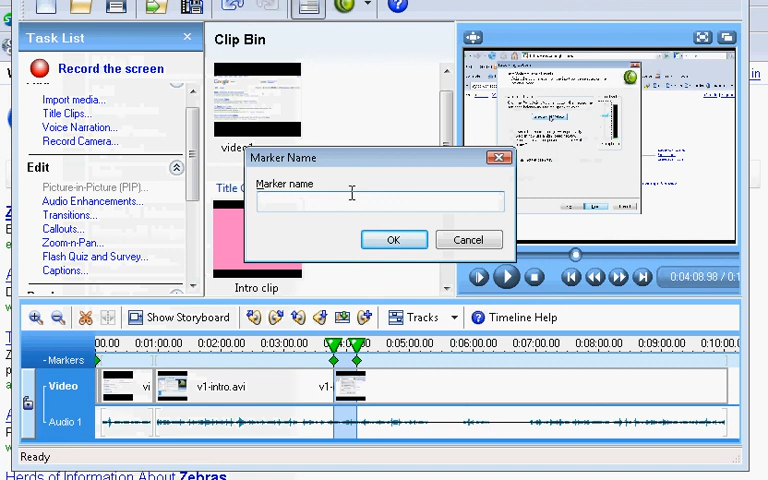 Task List
Record the screen
Import media...
Title Clips...
Voice Narration...
Record Camera...
Edit
Picture-in-Picture (PIP)...
Audio Enhancements...
Transitions...
Callouts...
Zoom-n-Pan...
Flash Quiz and Survey...
Captions...
Clip Bin
Title C
Intro clip
Marker Name
Marker name
OK
Cancel
0:04:08.98 / 0:1
in
Show Storyboard
Tracks
Timeline Help
00.00 0:01:00.00 0:02:00.00 0:03:00.00 0:05:00.00 0:06:00.00 0:07:00.00 0:08:00.00 0:09:00.00 0:10:00.0
Markers
Video
vi
v1-intro.avi
v1-
Audio 1
Ready
Herds of Information About Zebras